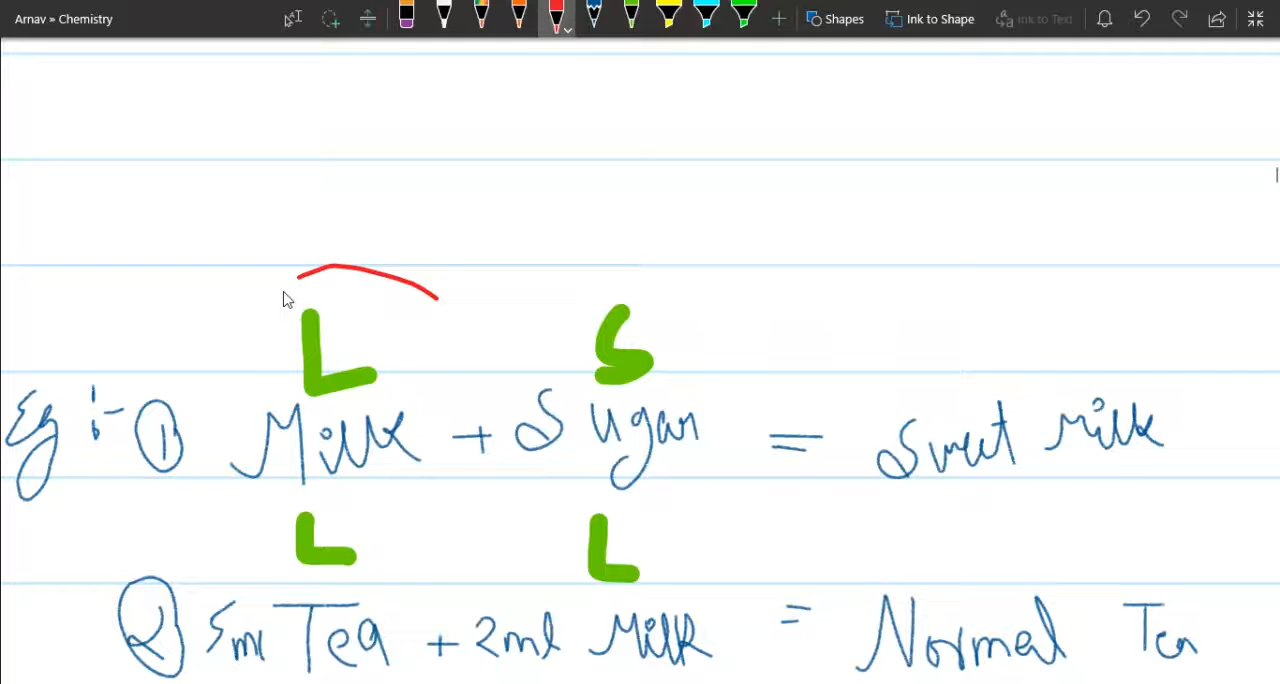 Arnav » Chemistry
Shapes Ink to Shape Ink to Text
L S
Eg :- ① Milk + Sugar = Sweet Milk
L L
② 5ml Tea + 2ml Milk = Normal Tea